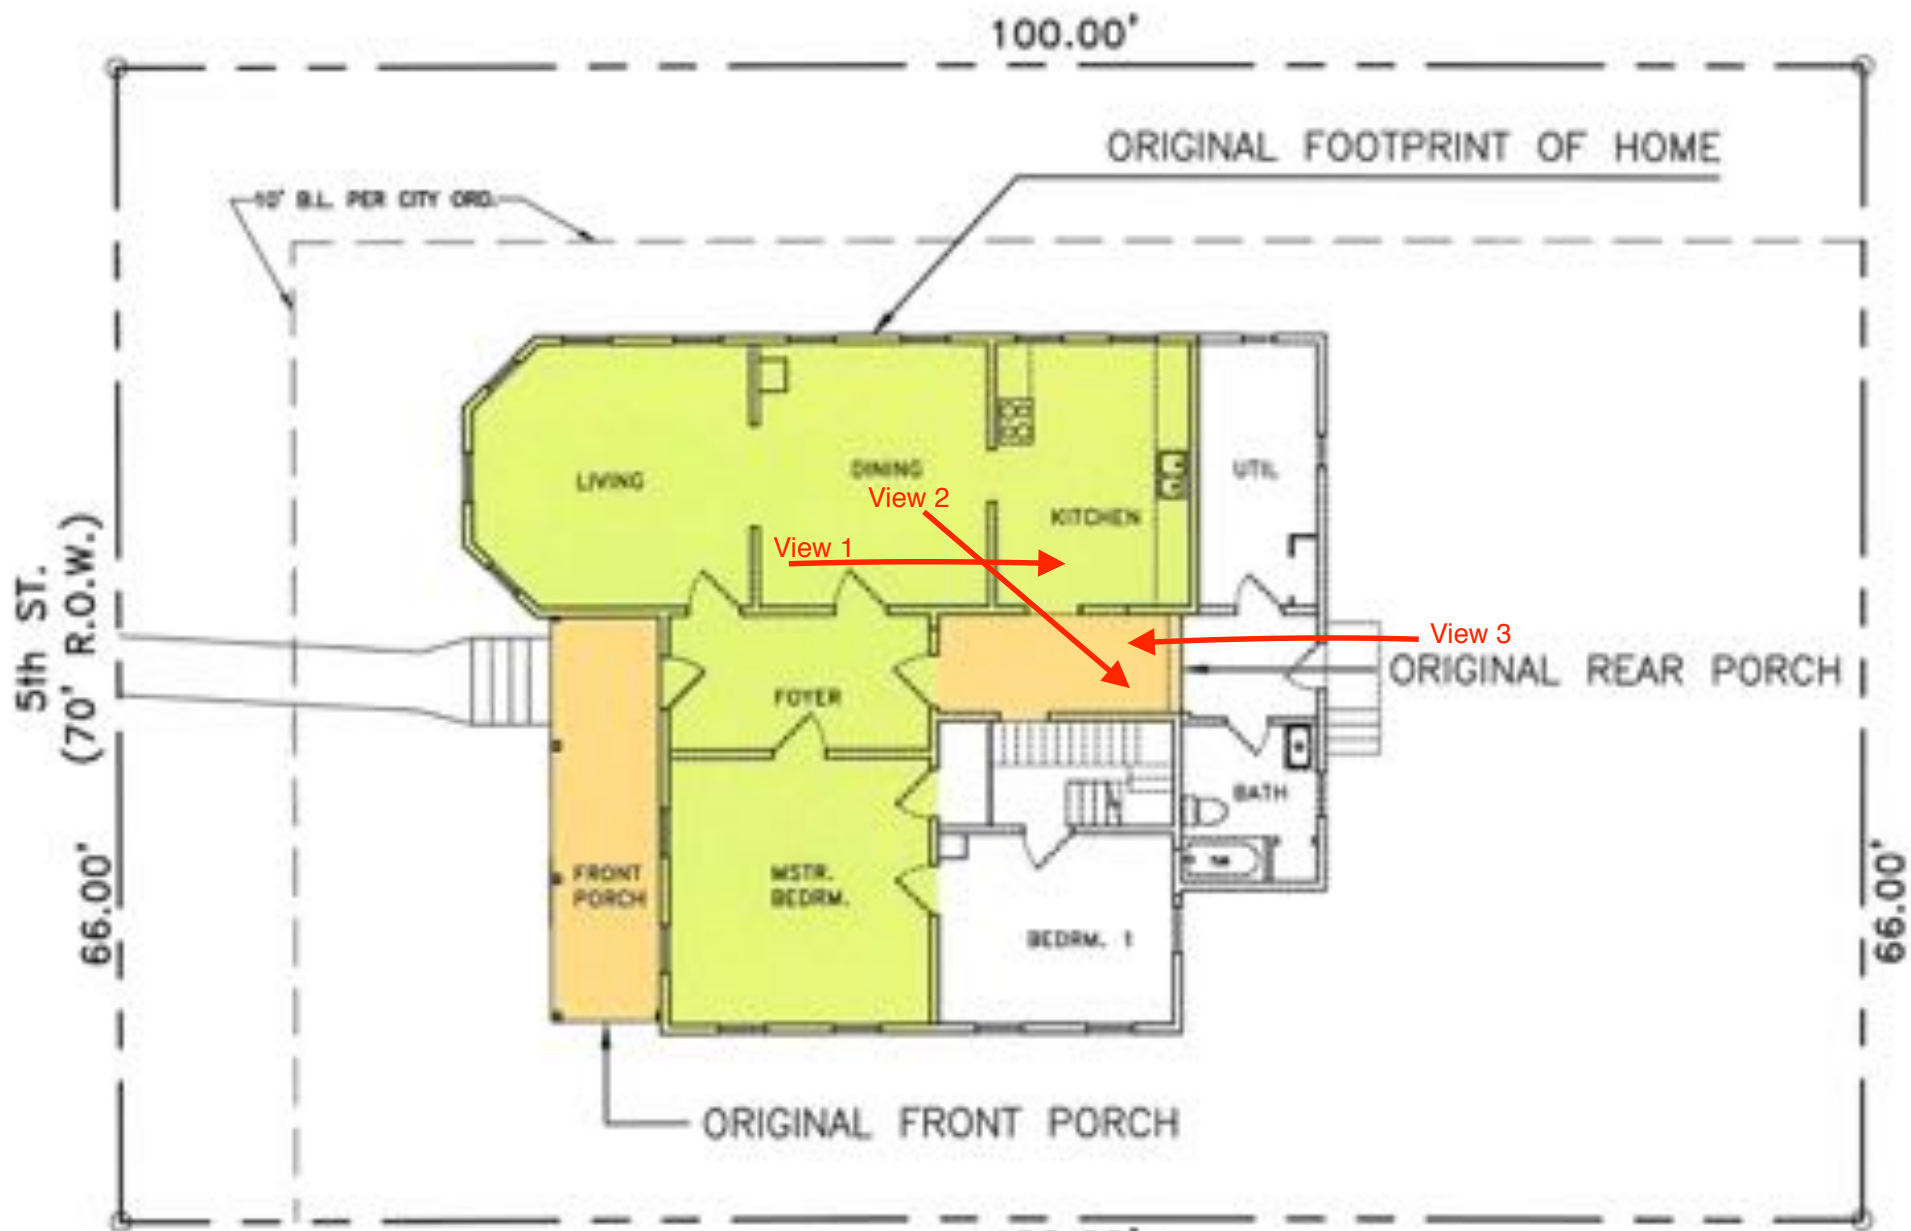 100.00'
ORIGINAL FOOTPRINT OF HOME
10' B.L. PER CITY ORD.
LIVING
DINING
UTIL
View 2
KITCHEN
View 1
5th ST.
(70' R.O.W.)
View 3
ORIGINAL REAR PORCH
FOYER
BATH
66.00'
FRONT
PORCH
MSTR.
BEDRM.
BEDRM. 1
66.00'
ORIGINAL FRONT PORCH